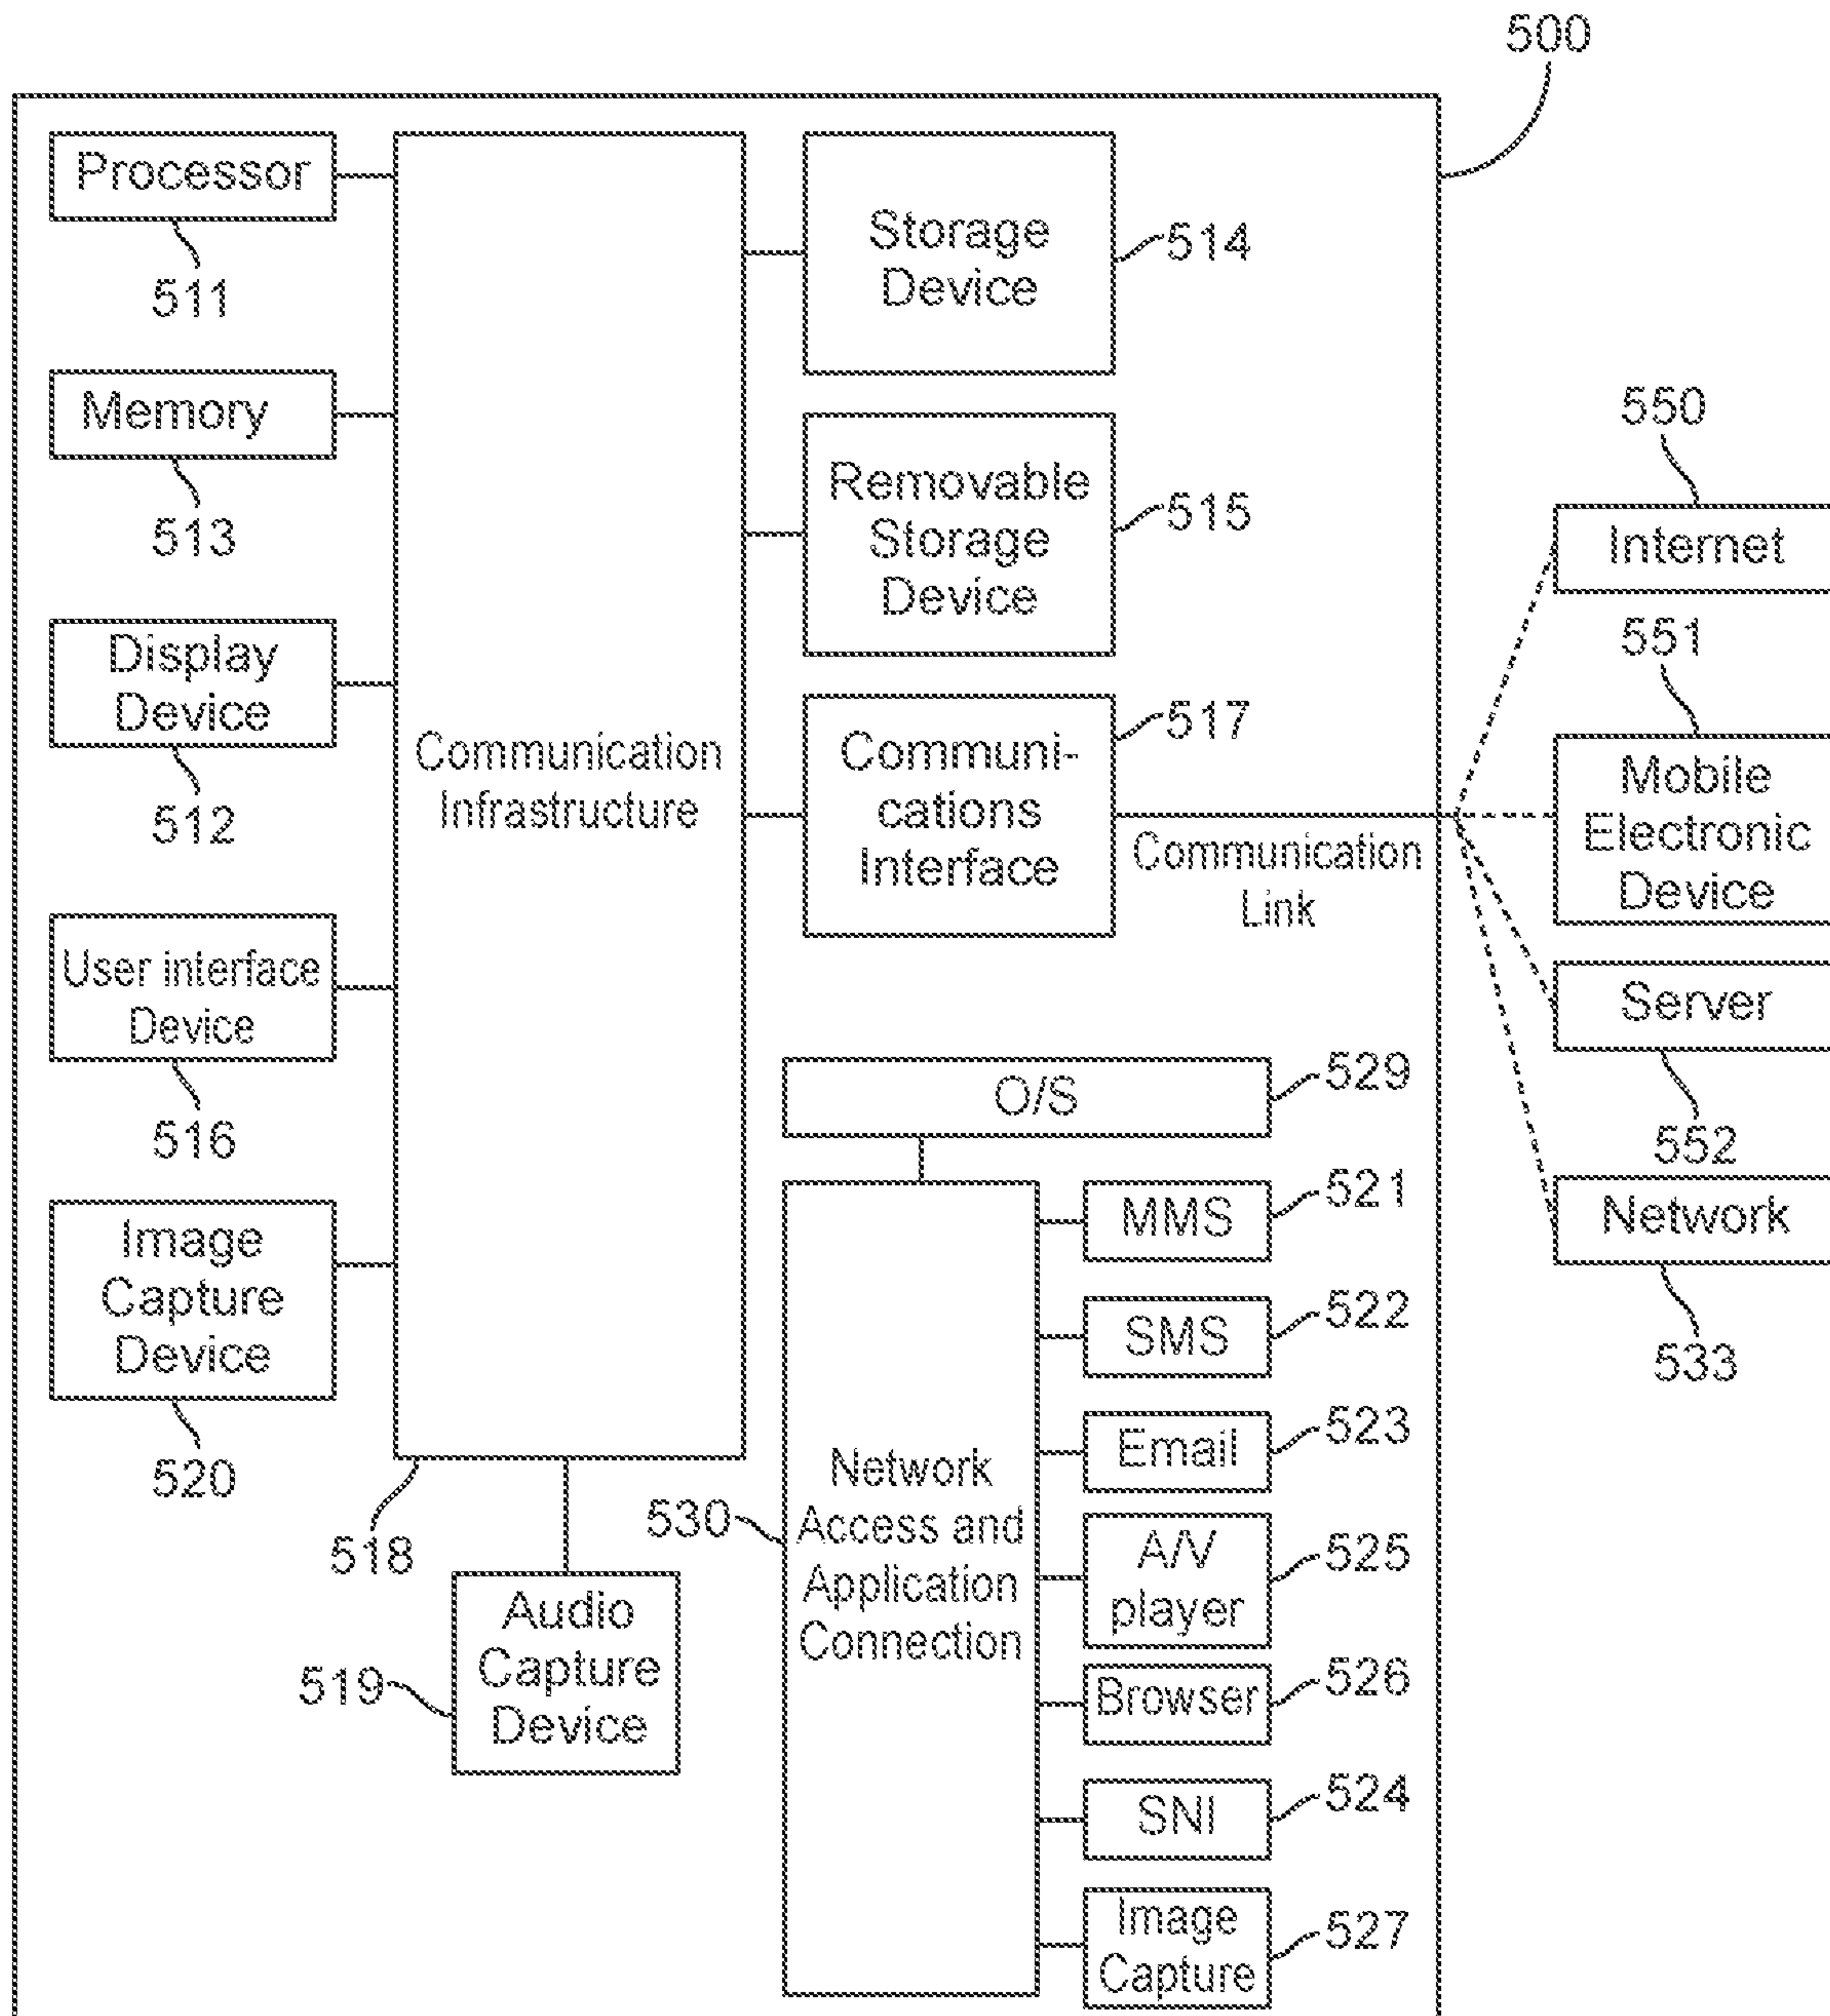 500
Processor
511
Memory
513
Display
Device
512
User interface
Device
516
Image
Capture
Device
520
Communication
Infrastructure
518
Audio
Capture
Device
519
Storage
Device
514
Removable
Storage
Device
515
Communi-
cations
Interface
517
Communication
Link
O/S
529
Network
Access and
Application
Connection
530
MMS
521
SMS
522
Email
523
A/V
player
525
Browser
526
SNI
524
Image
Capture
527
550
Internet
551
Mobile
Electronic
Device
Server
552
Network
533